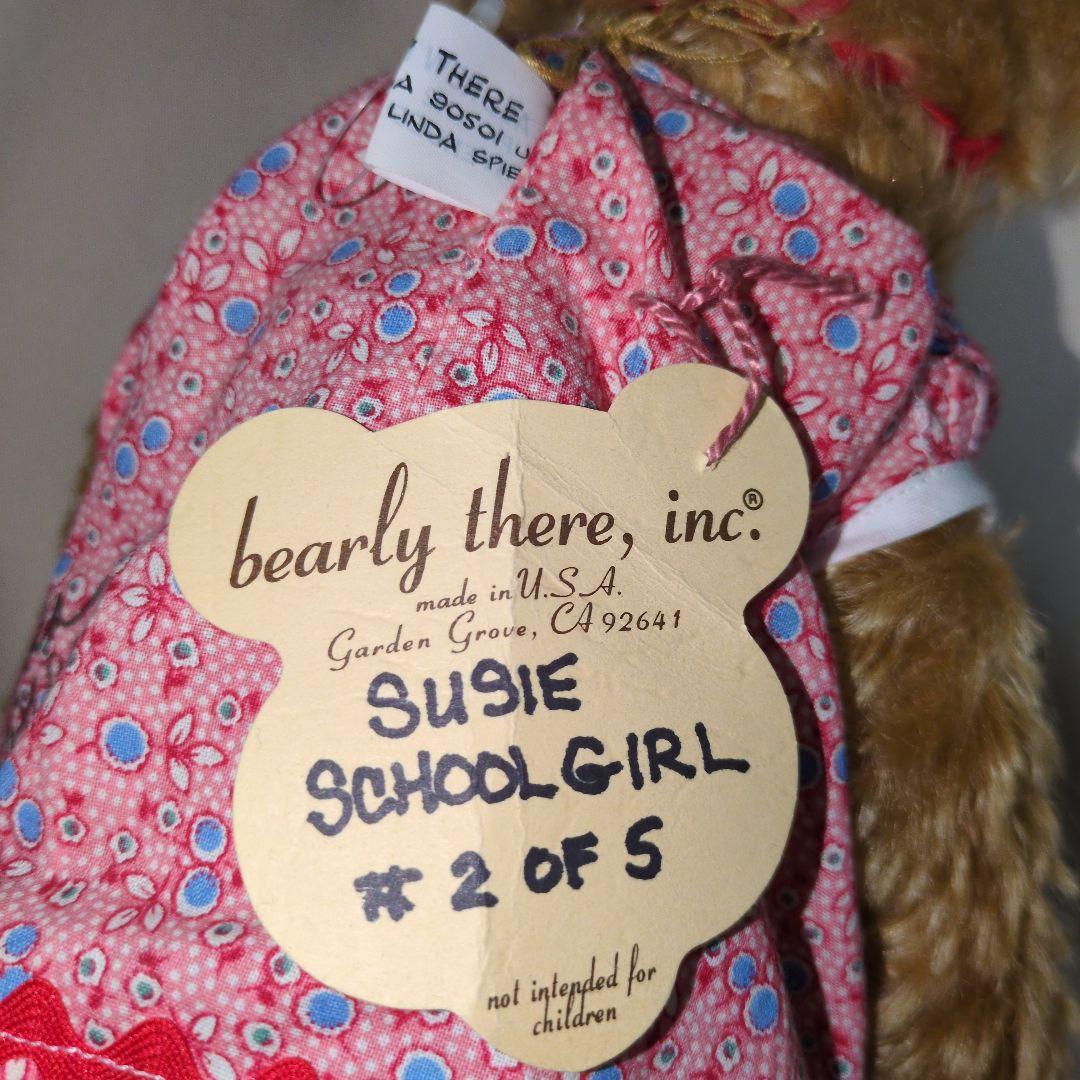 THERE
A 90501 U
LINDA SPIE
bearly there, inc.®
made in U.S.A.
Garden Grove, CA 92641
SUSIE
SCHOOLGIRL
# 2 OF 5
not intended for
children